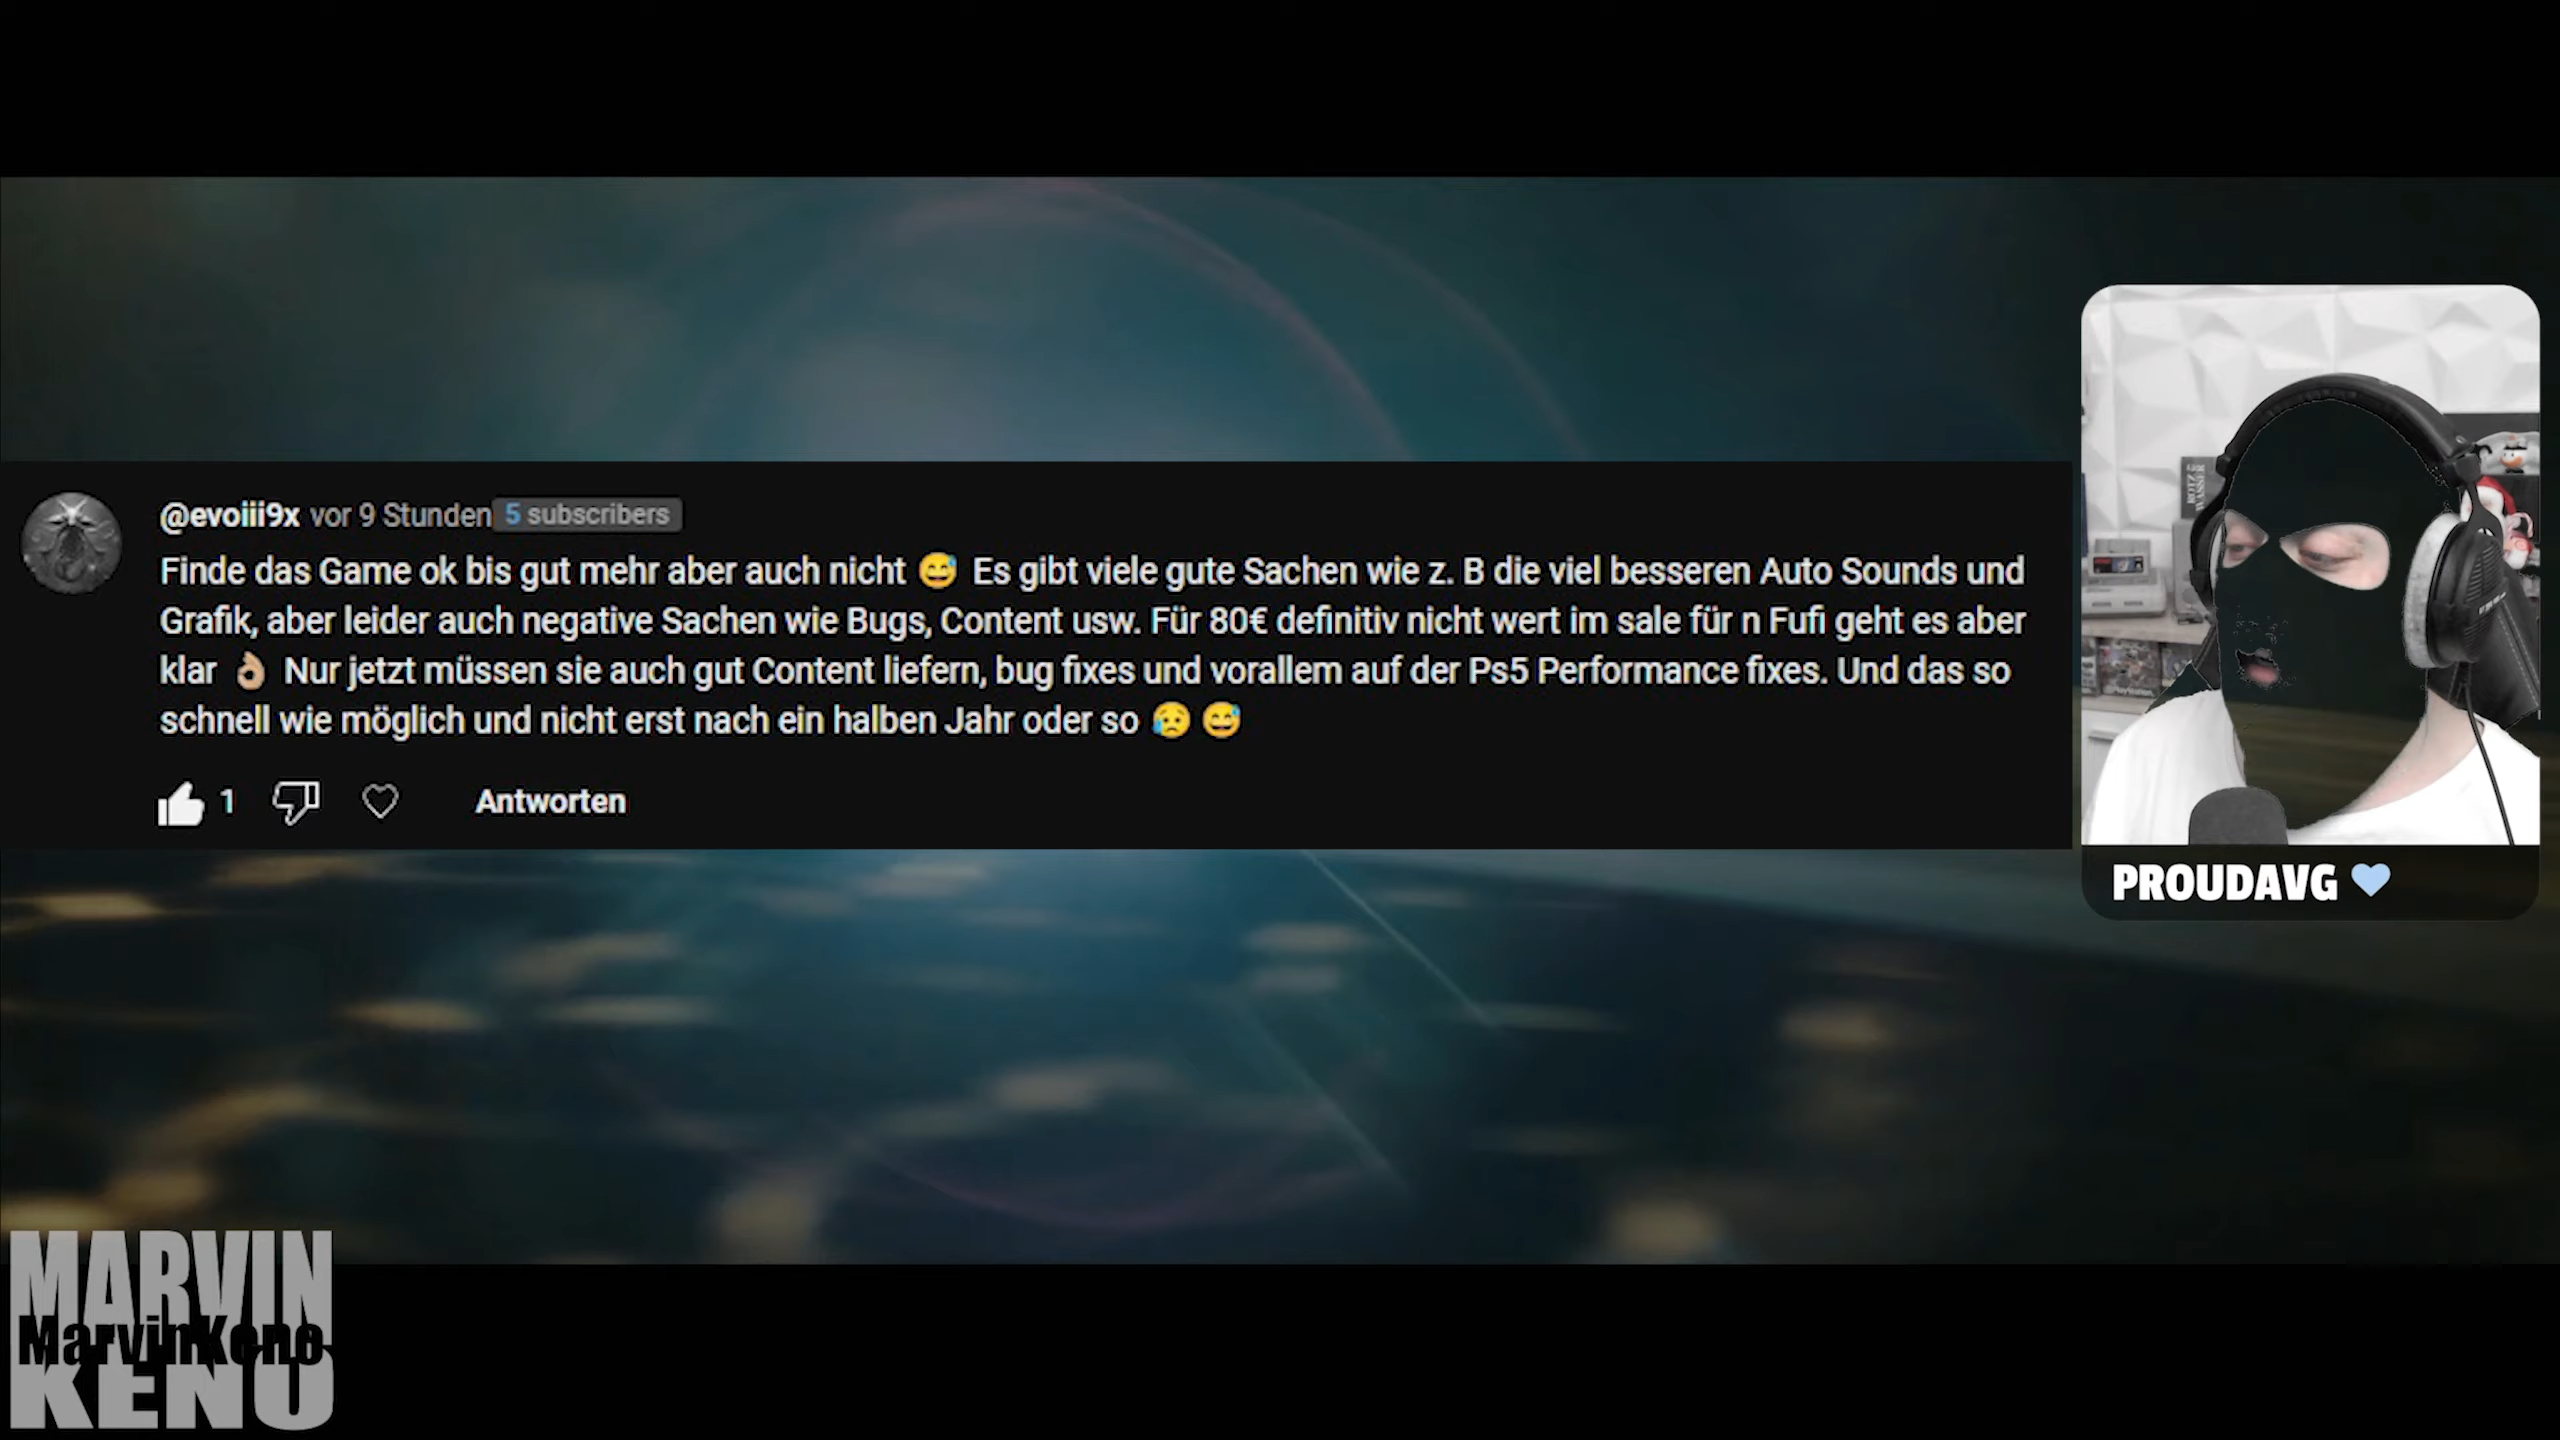 @evoiii9x vor 9 Stunden 5 subscribers
Finde das Game ok bis gut mehr aber auch nicht 😅 Es gibt viele gute Sachen wie z. B die viel besseren Auto Sounds und
Grafik, aber leider auch negative Sachen wie Bugs, Content usw. Für 80€ definitiv nicht wert im sale für n Fufi geht es aber
klar 👌🏼 Nur jetzt müssen sie auch gut Content liefern, bug fixes und vorallem auf der Ps5 Performance fixes. Und das so
schnell wie möglich und nicht erst nach ein halben Jahr oder so 😥 😅
1 Antworten
PROUDAVG
MARVIN
MarvinKeno
KENO